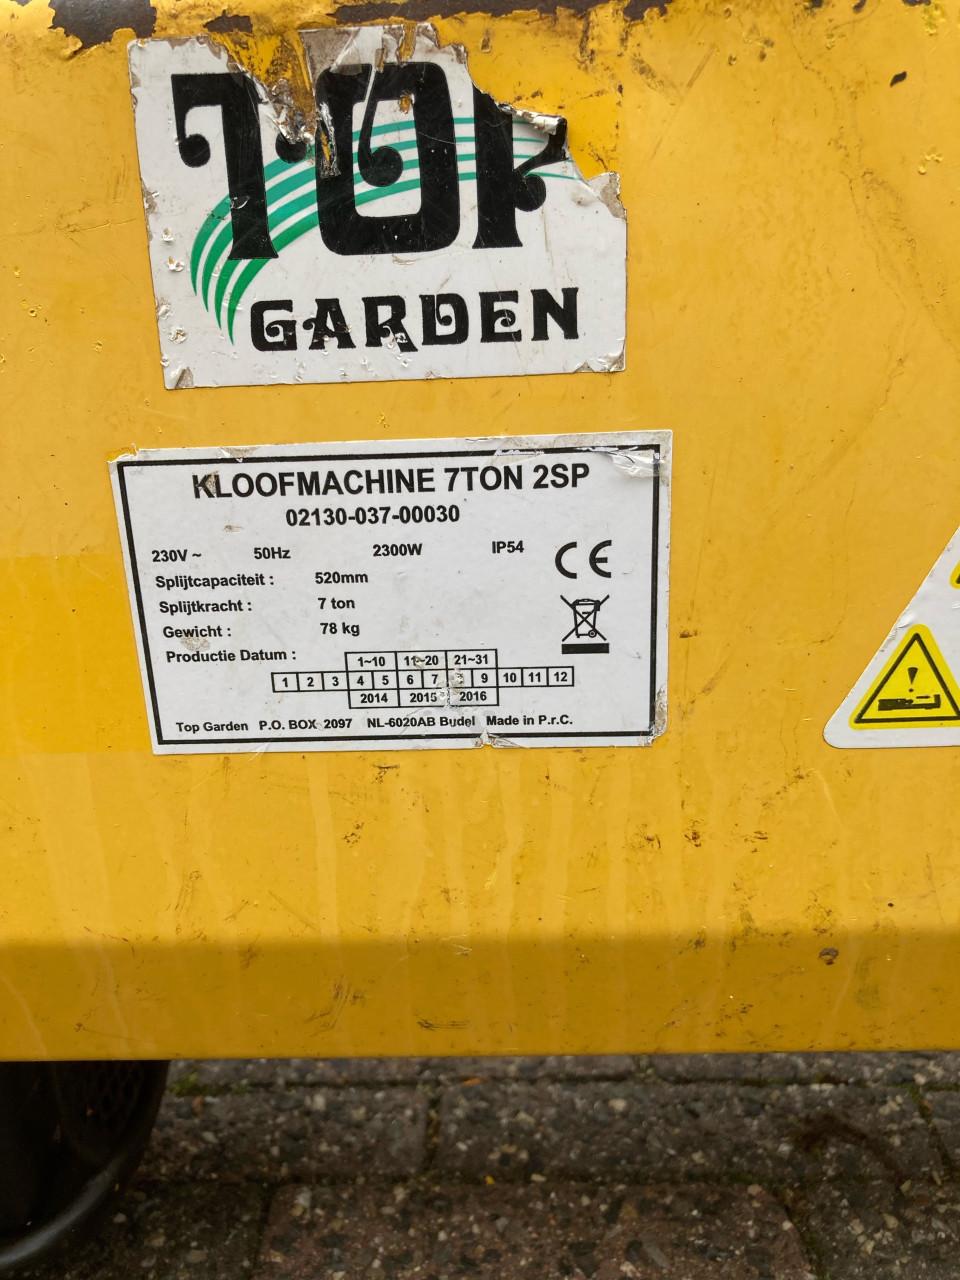 TOP
GARDEN
KLOOFMACHINE 7TON 2SP
02130-037-00030
230V ~ 50Hz 2300W IP54
CE
Splijtcapaciteit : 520mm
Splijtkracht : 7 ton
Gewicht : 78 kg
Productie Datum :
1~10 11~20 21~31
1 2 3 4 5 6 7 8 9 10 11 12
2014 2015 2016
Top Garden P.O. BOX 2097 NL-6020AB Budel Made in P.r.C.